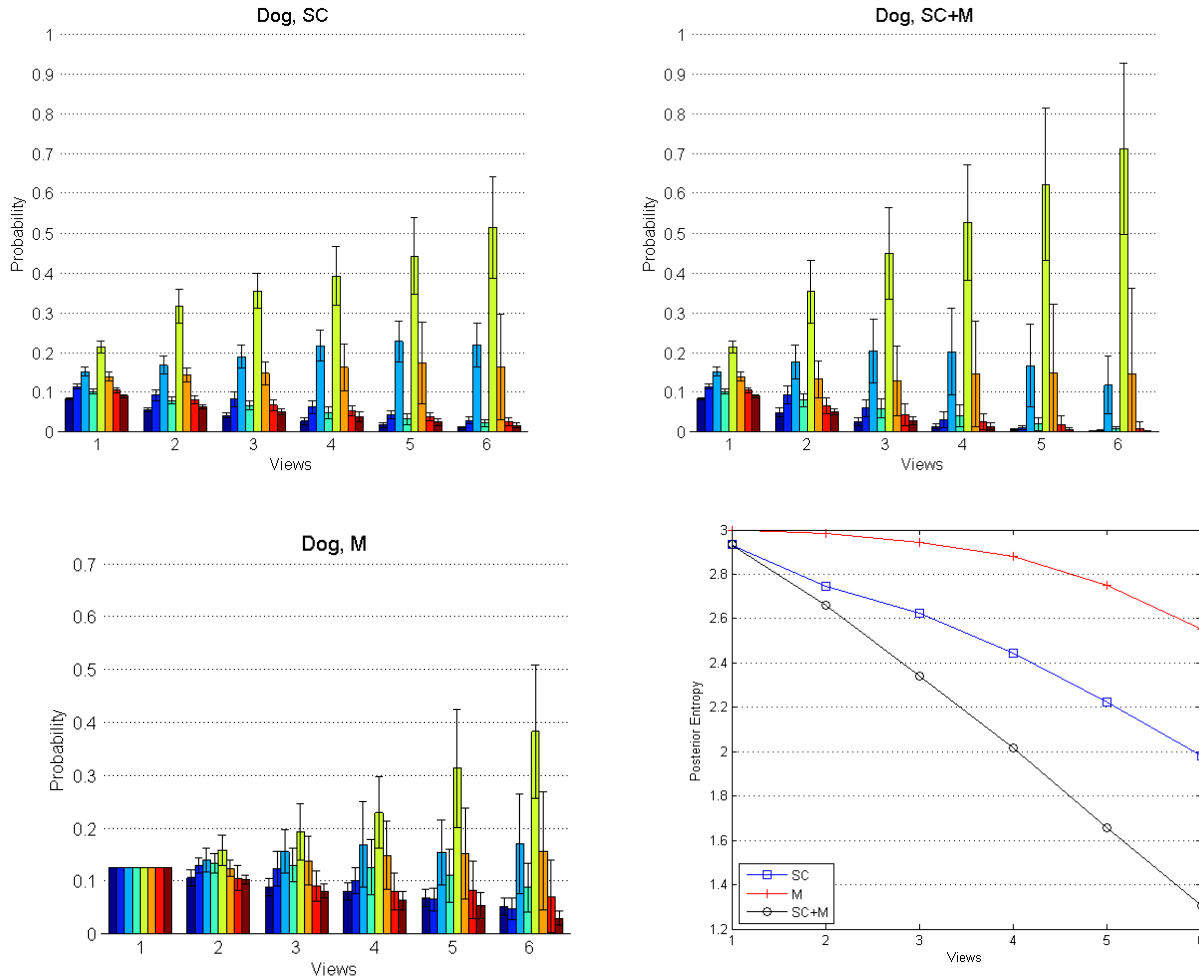 Dog, SC
1
0.9
0.8
0.7
0.6
0.5
0.4
0.3
0.2
0.1
0
Probability
1 2 3 4 5 6
Views
Dog, SC+M
1
0.9
0.8
0.7
0.6
0.5
0.4
0.3
0.2
0.1
0
Probability
1 2 3 4 5 6
Views
Dog, M
0.7
0.6
0.5
0.4
0.3
0.2
0.1
0
Probability
1 2 3 4 5 6
Views
3
2.8
2.6
2.4
2.2
2
1.8
1.6
1.4
1.2
Posterior Entropy
SC
M
SC+M
1 2 3 4 5
Views